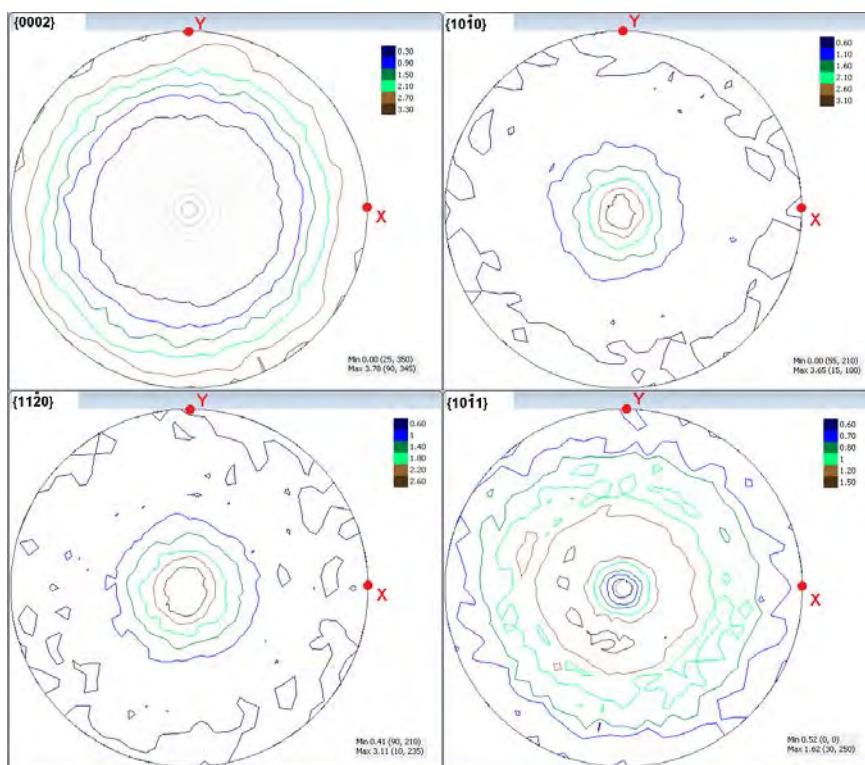 {0002}
Y
0.30
0.90
1.50
2.10
2.70
3.30
X
Min 0.00 (25, 350)
Max 3.78 (90, 345)
{101̄0}
Y
0.60
1.10
1.60
2.10
2.60
3.10
X
Min 0.00 (55, 210)
Max 3.65 (15, 100)
{112̄0}
Y
0.60
1
1.40
1.80
2.20
2.60
X
Min 0.41 (90, 210)
Max 3.11 (10, 235)
{101̄1}
Y
0.60
0.70
0.80
1
1.20
1.50
X
Min 0.52 (0, 0)
Max 1.62 (30, 250)